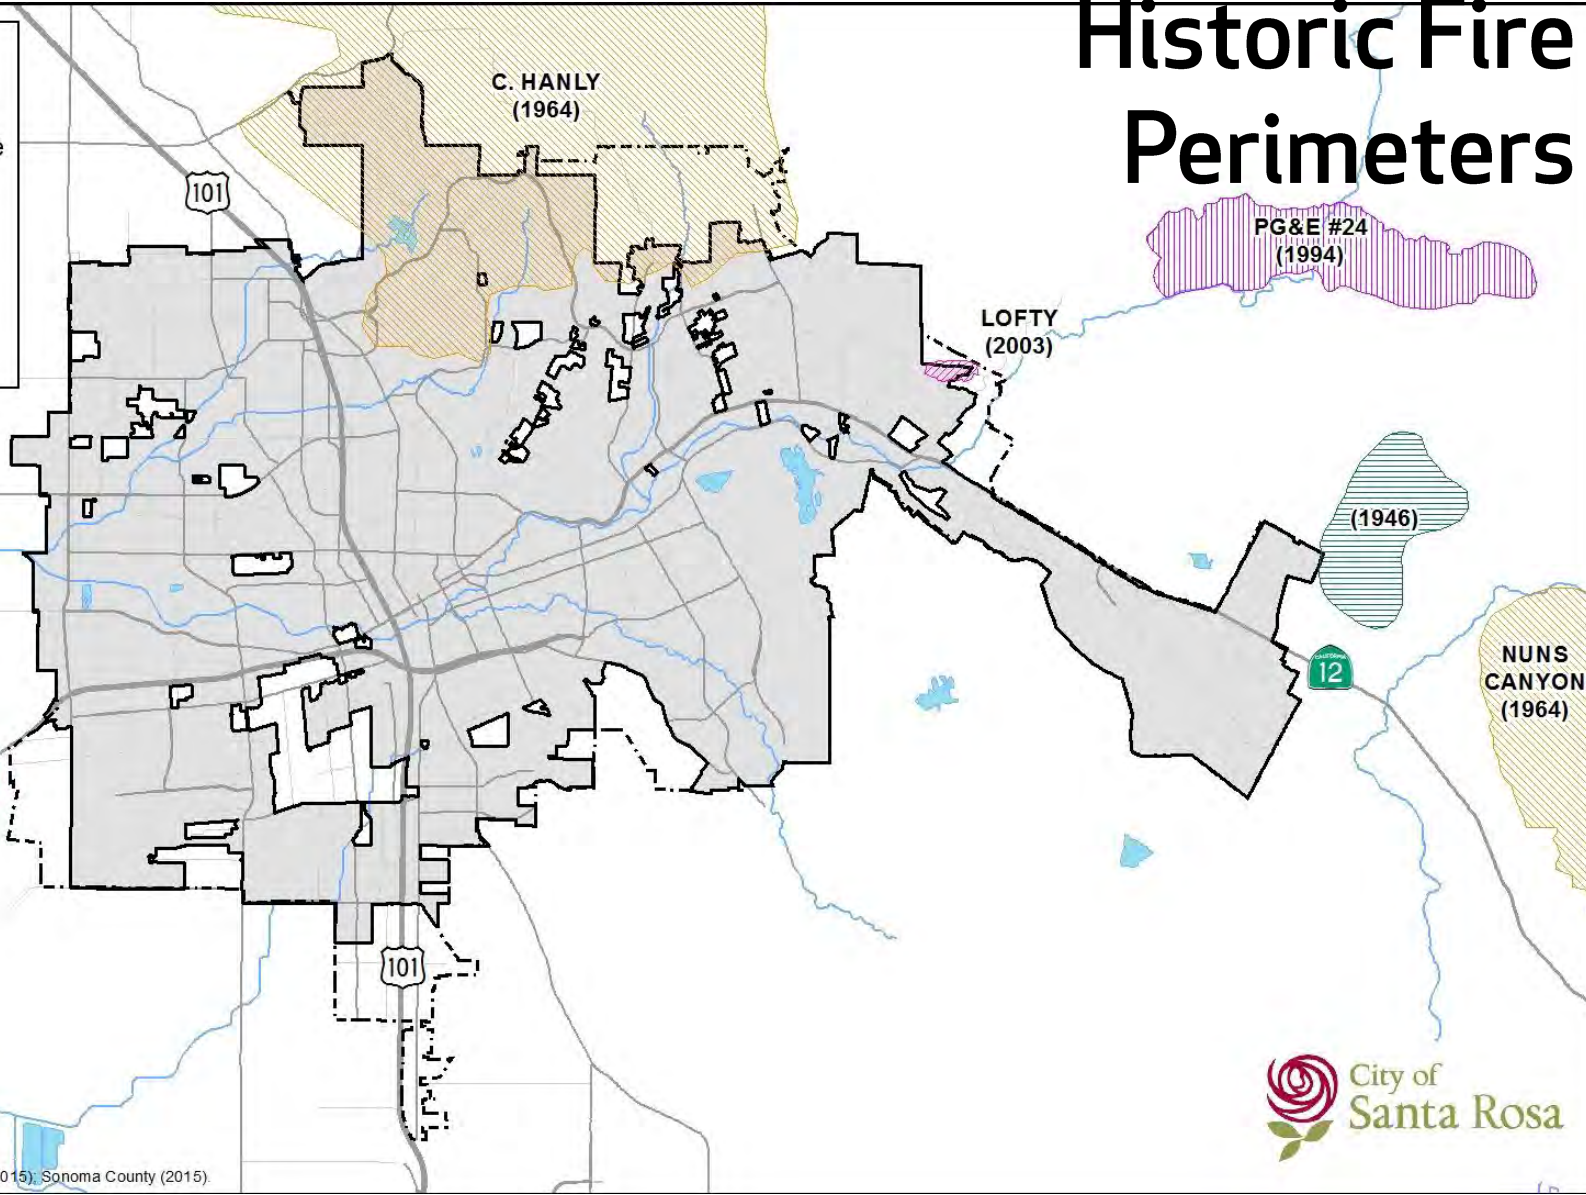 Historic Fire
Perimeters
C. HANLY
(1964)
101
PG&E #24
(1994)
LOFTY
(2003)
(1946)
NUNS
CANYON
(1964)
CALIFORNIA
12
101
City of
Santa Rosa
015); Sonoma County (2015).